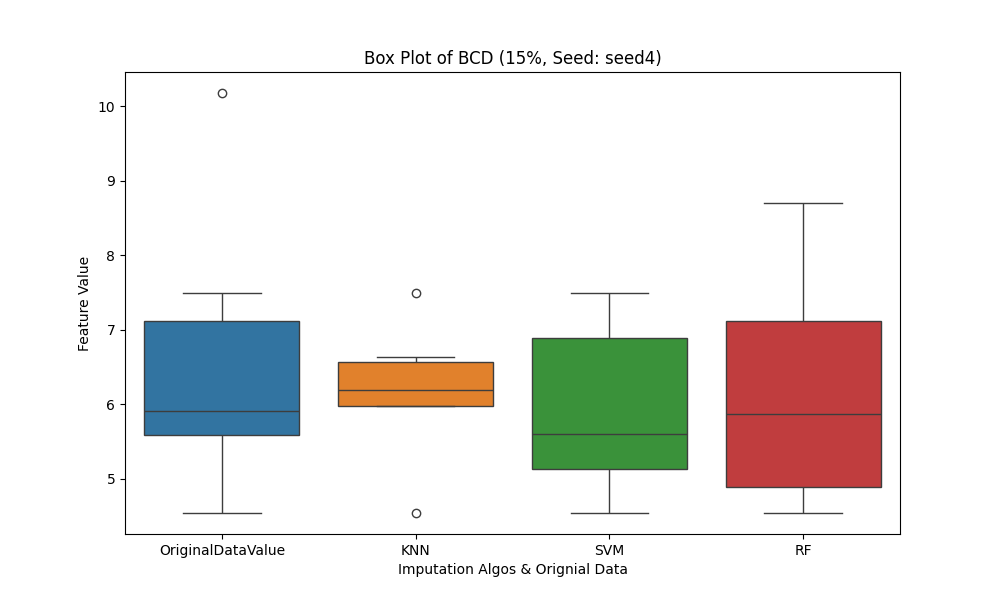 Box Plot of BCD (15%, Seed: seed4)
10
9
8
7
6
5
Feature Value
OriginalDataValue
KNN
SVM
RF
Imputation Algos & Orignial Data